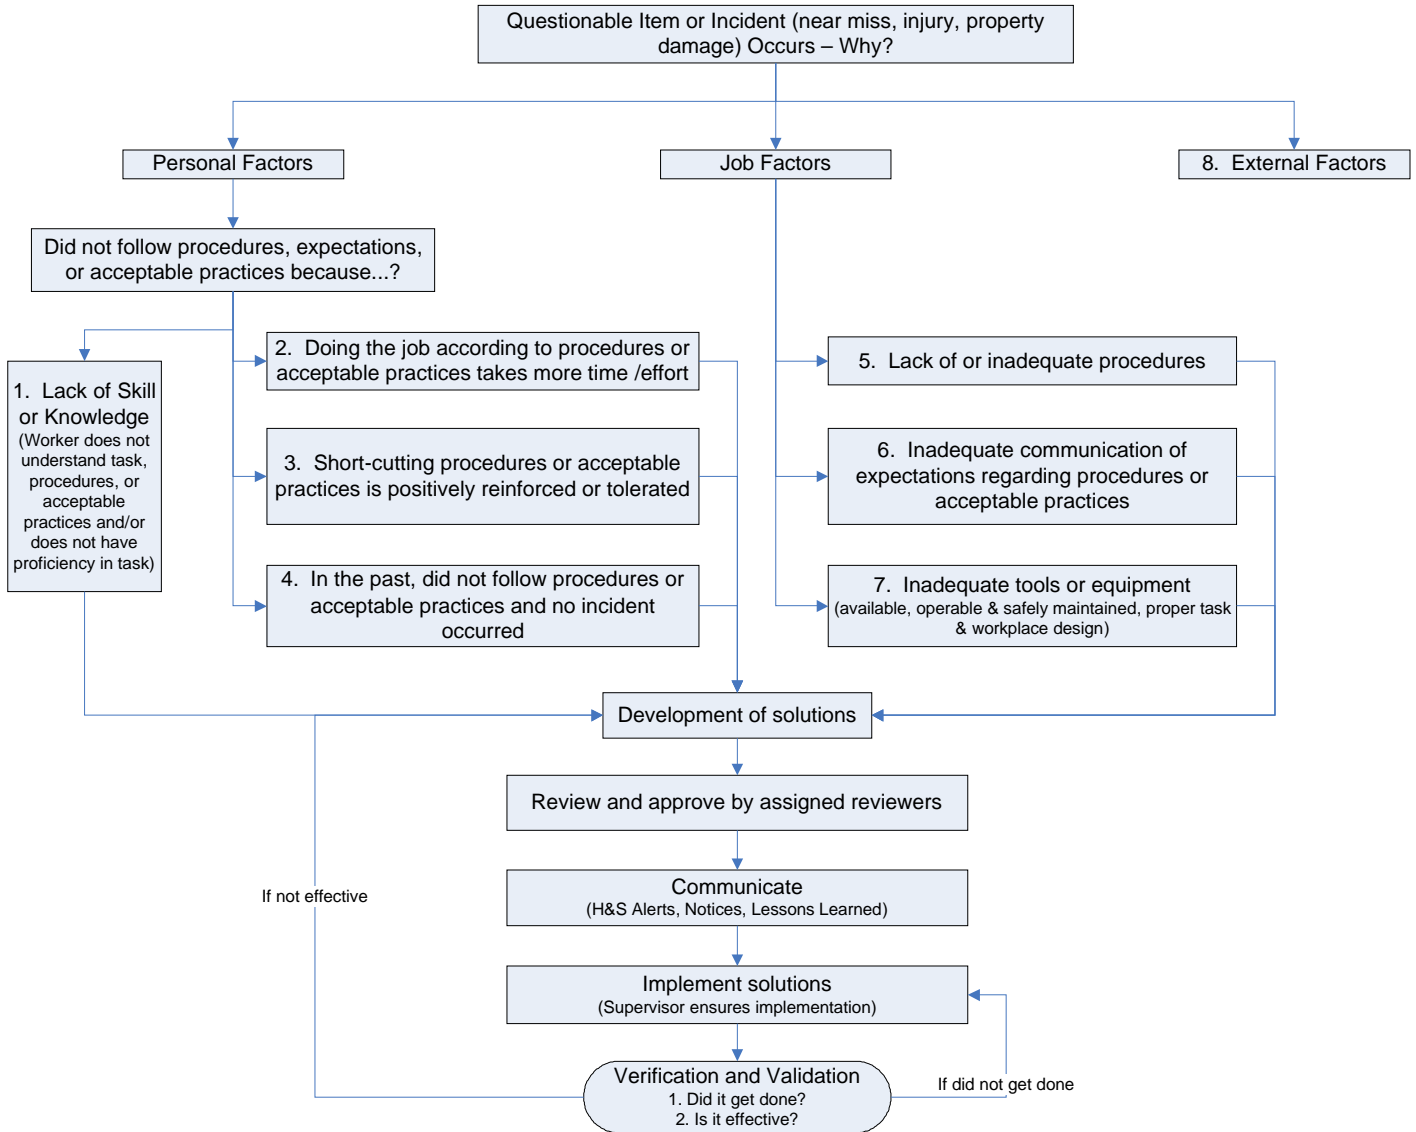 Questionable Item or Incident (near miss, injury, property
damage) Occurs – Why?
Personal Factors
Job Factors
8.  External Factors
Did not follow procedures, expectations,
or acceptable practices because...?
1.  Lack of Skill
or Knowledge
(Worker does not
understand task,
procedures, or
acceptable
practices and/or
does not have
proficiency in task)
2.  Doing the job according to procedures or
acceptable practices takes more time /effort
3.  Short-cutting procedures or acceptable
practices is positively reinforced or tolerated
4.  In the past, did not follow procedures or
acceptable practices and no incident
occurred
5.  Lack of or inadequate procedures
6.  Inadequate communication of
expectations regarding procedures or
acceptable practices
7.  Inadequate tools or equipment
(available, operable & safely maintained, proper task
& workplace design)
Development of solutions
Review and approve by assigned reviewers
Communicate
(H&S Alerts, Notices, Lessons Learned)
If not effective
Implement solutions
(Supervisor ensures implementation)
Verification and Validation
1. Did it get done?
2. Is it effective?
If did not get done